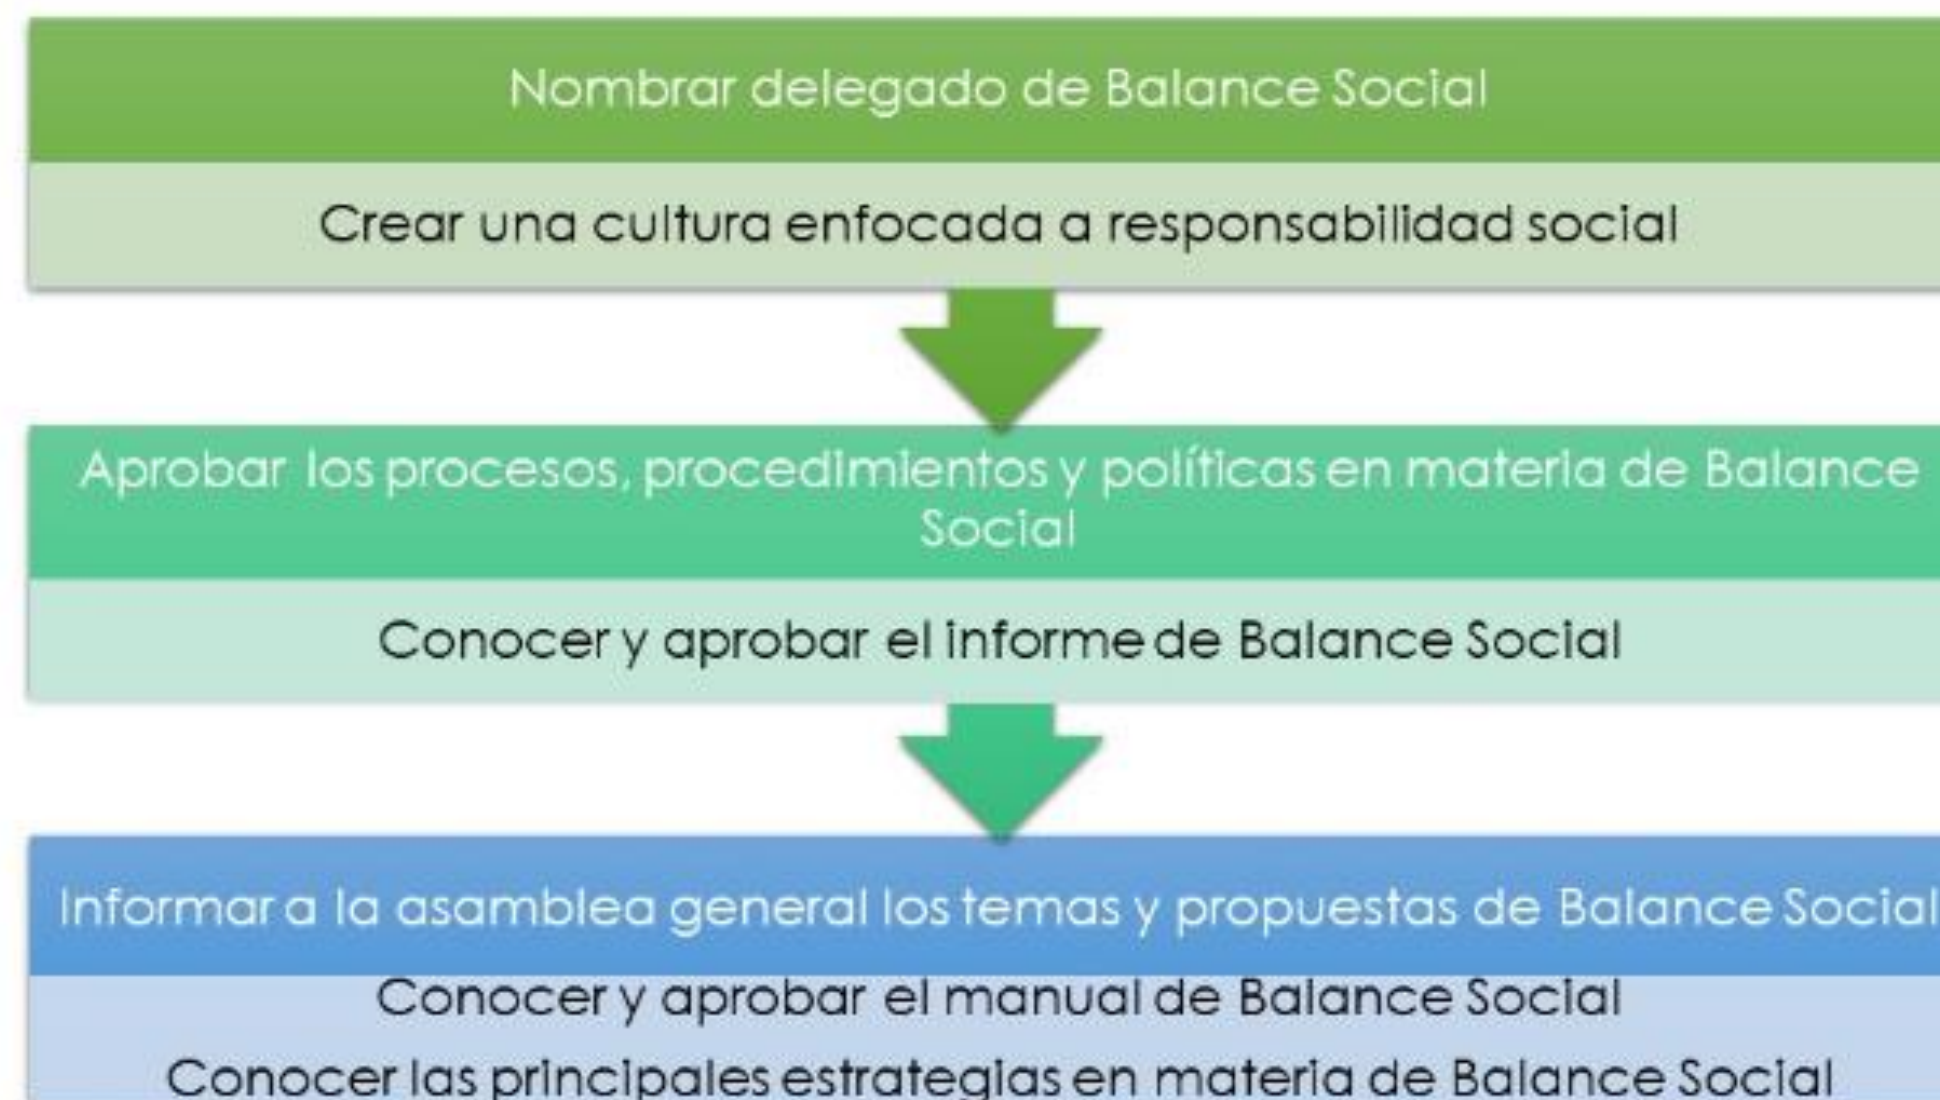 Nombrar delegado de Balance Social
Crear una cultura enfocada a responsabilidad social
Aprobar los procesos, procedimientos y políticas en materia de Balance
Social
Conocer y aprobar el informe de Balance Social
Informar a la asamblea general los temas y propuestas de Balance Social
Conocer y aprobar el manual de Balance Social
Conocer las principales estrategias en materia de Balance Social